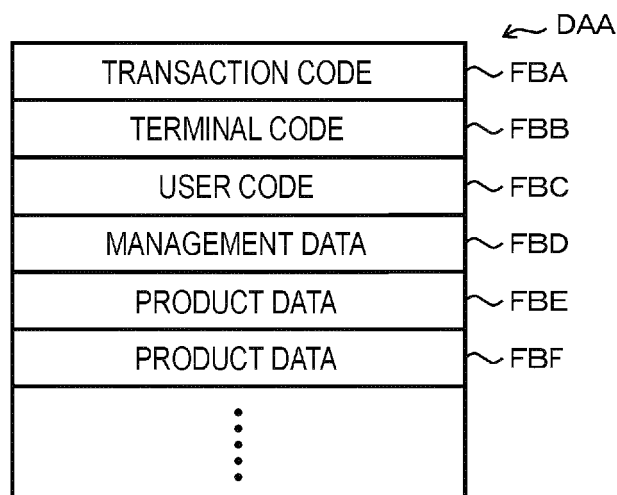 DAA
TRANSACTION CODE FBA
TERMINAL CODE FBB
USER CODE FBC
MANAGEMENT DATA FBD
PRODUCT DATA FBE
PRODUCT DATA FBF